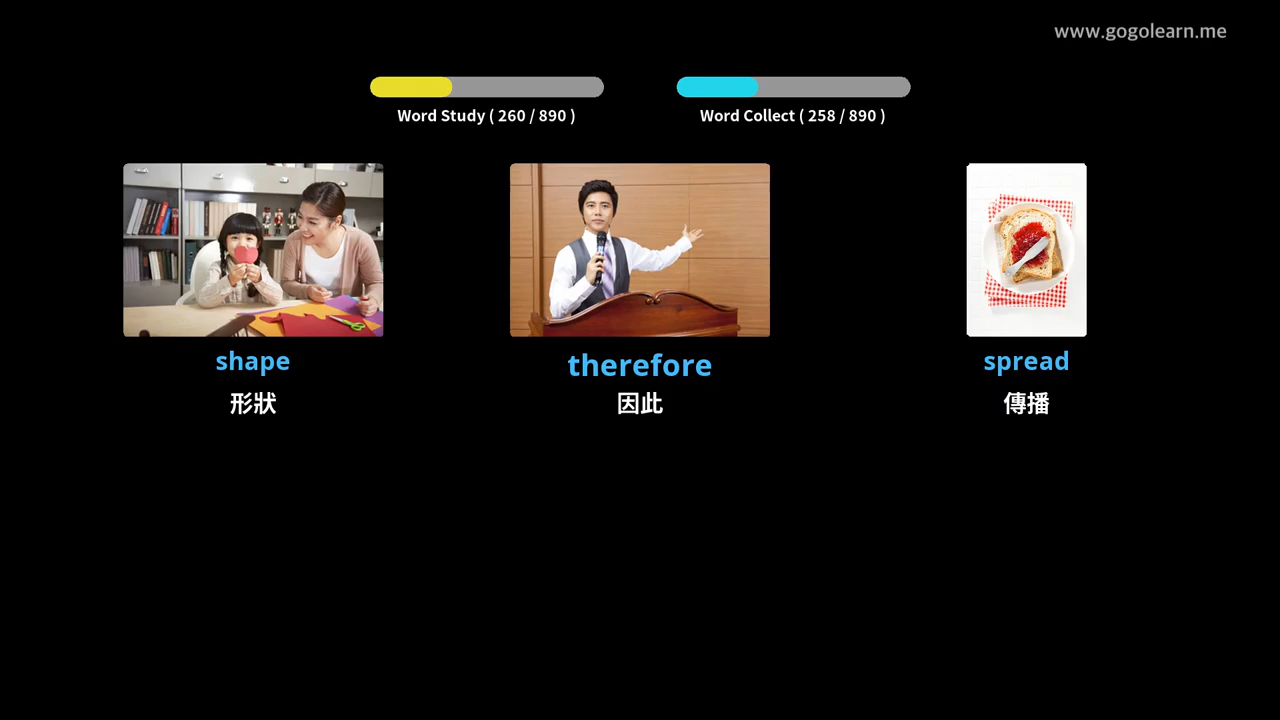 www.gogolearn.me
Word Study ( 260 / 890 )
Word Collect ( 258 / 890 )
shape
therefore
spread
形狀
因此
傳播